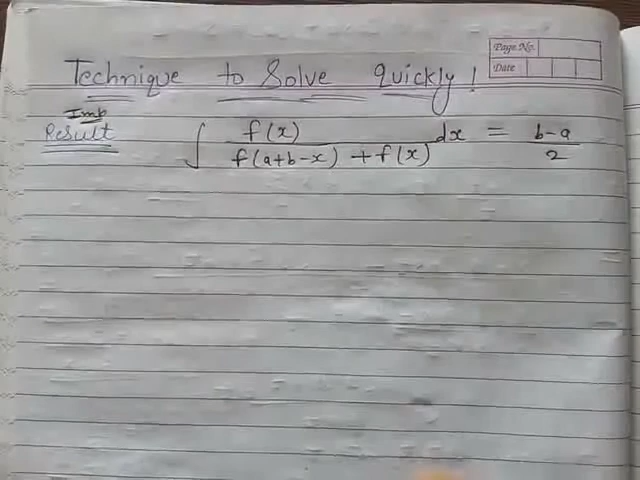 Page No.
Date
Technique to Solve Quickly!
Imp
Result ∫ f(x) / f(a+b-x) + f(x) dx = b-a / 2